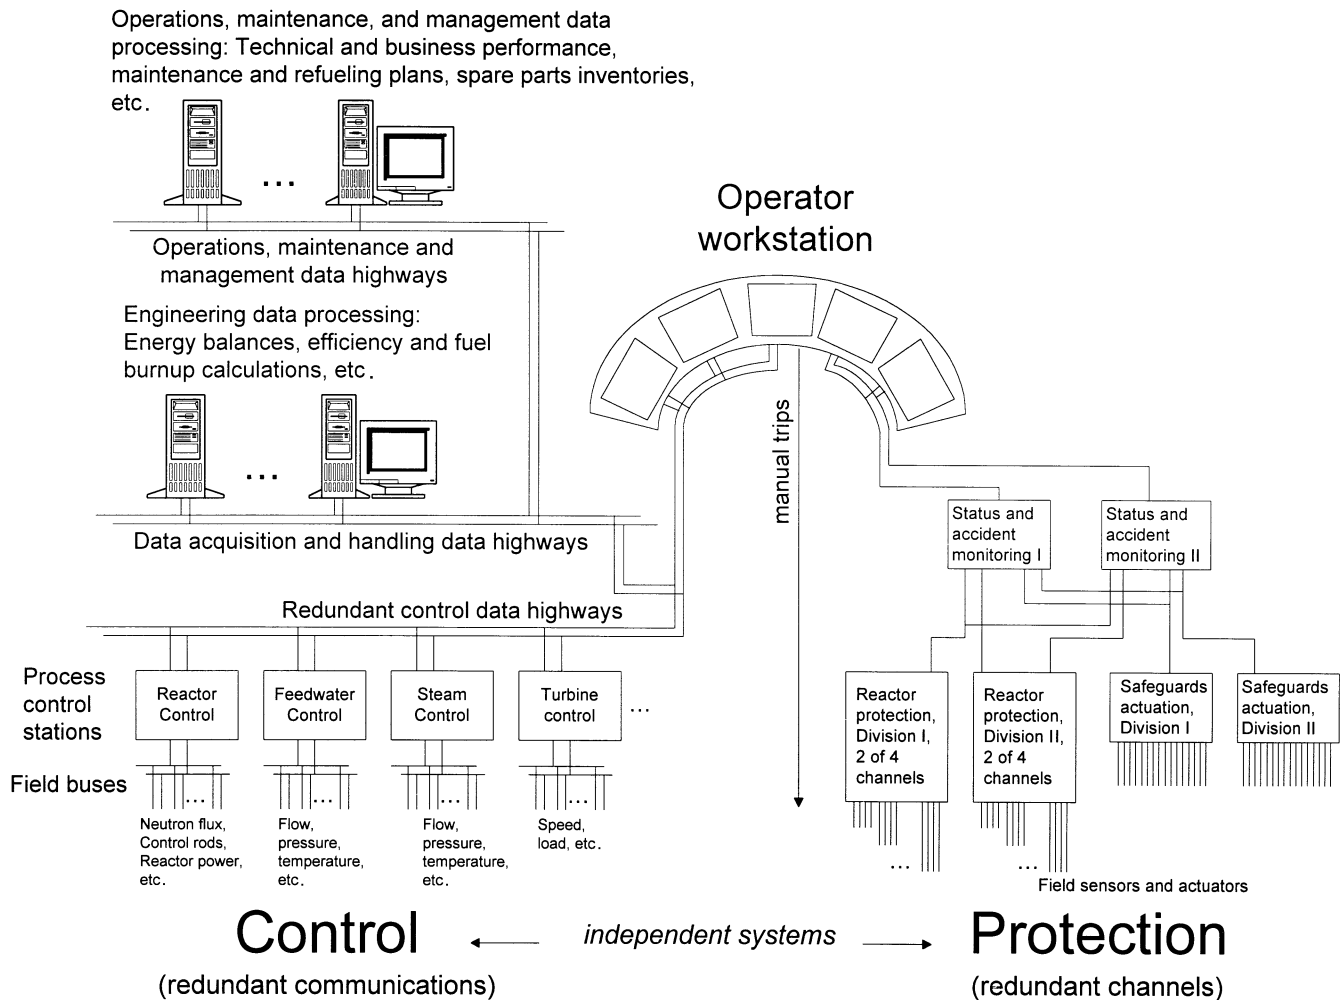 Operations, maintenance, and management data
processing: Technical and business performance,
maintenance and refueling plans, spare parts inventories,
etc.
...
Operations, maintenance and
management data highways
Engineering data processing:
Energy balances, efficiency and fuel
burnup calculations, etc.
...
Data acquisition and handling data highways
Operator
workstation
manual trips
Status and
accident
monitoring I
Status and
accident
monitoring II
Redundant control data highways
Process
control
stations
Reactor
Control
Feedwater
Control
Steam
Control
Turbine
control
...
Field buses
...
...
...
...
Neutron flux,
Control rods,
Reactor power,
etc.
Flow,
pressure,
temperature,
etc.
Flow,
pressure,
temperature,
etc.
Speed,
load, etc.
Reactor
protection,
Division I,
2 of 4
channels
Reactor
protection,
Division II,
2 of 4
channels
Safeguards
actuation,
Division I
Safeguards
actuation,
Division II
...
...
Field sensors and actuators
Control
(redundant communications)
independent systems
Protection
(redundant channels)